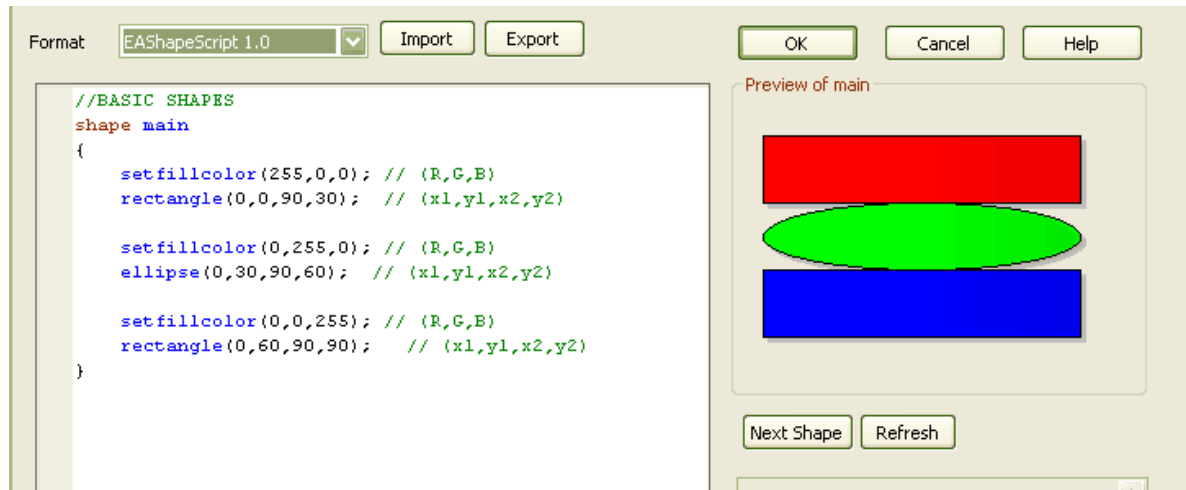 Format EAShapeScript 1.0 Import Export OK Cancel Help
//BASIC SHAPES
shape main
{
setfillcolor(255,0,0); // (R,G,B)
rectangle(0,0,90,30); // (x1,y1,x2,y2)
setfillcolor(0,255,0); // (R,G,B)
ellipse(0,30,90,60); // (x1,y1,x2,y2)
setfillcolor(0,0,255); // (R,G,B)
rectangle(0,60,90,90); // (x1,y1,x2,y2)
}
Preview of main
Next Shape Refresh